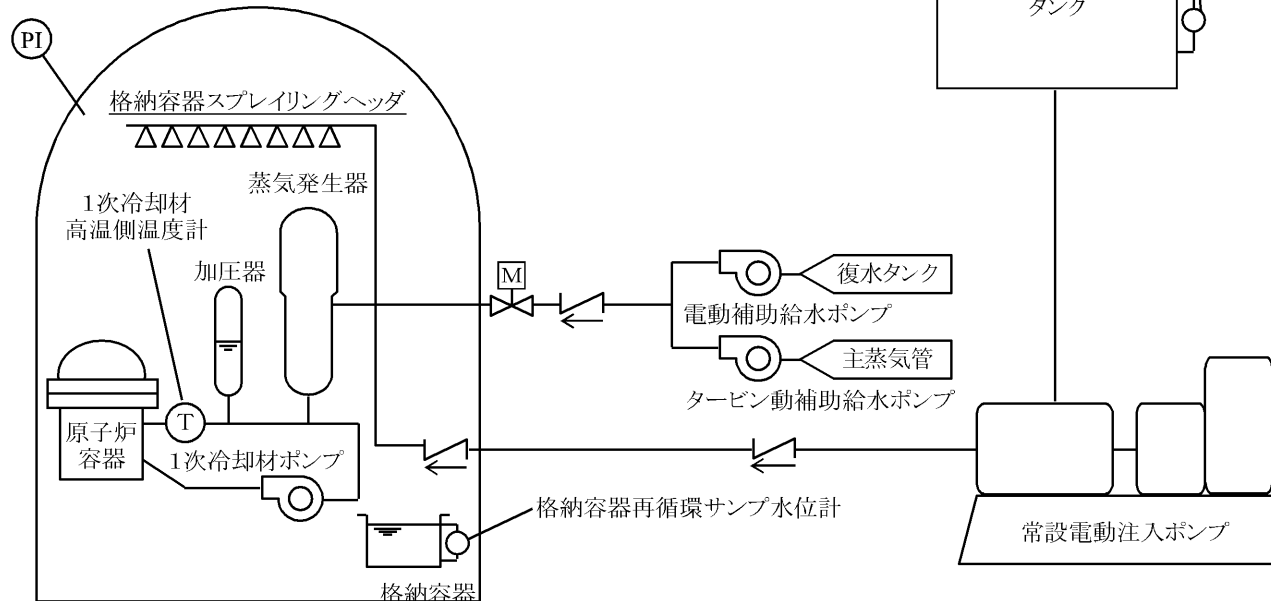 タンク
PI
格納容器スプレイリングヘッダ
蒸気発生器
1次冷却材
高温側温度計
加圧器
M
復水タンク
電動補助給水ポンプ
主蒸気管
タービン動補助給水ポンプ
T
原子炉
容器
1次冷却材ポンプ
格納容器再循環サンプ水位計
常設電動注入ポンプ
格納容器